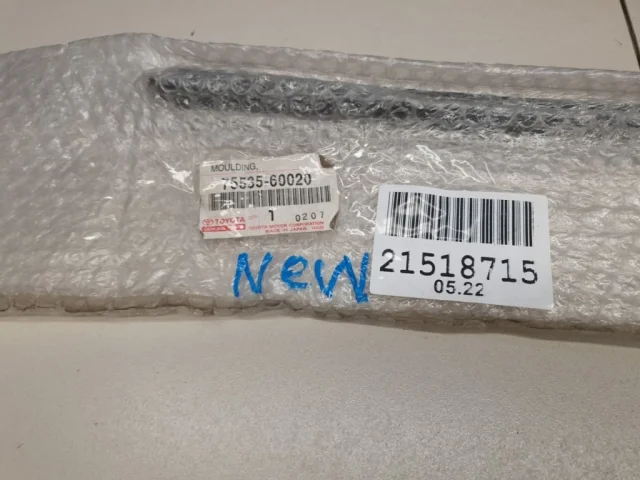 MOULDING,
75535-60020
1 0207
TOYOTA
TOYOTA MOTOR CORPORATION
MADE IN JAPAN
NeW
21518715
05.22